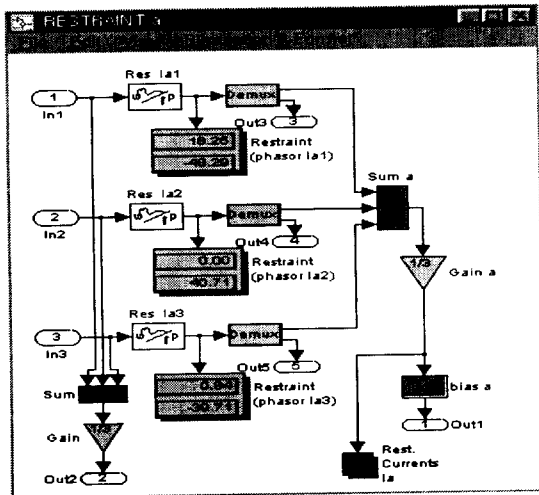 RESTRAINT a
Res Ia1
1
In1
Demux
Out3
3
Restraint
(phasor Ia1)
Sum a
Res Ia2
2
In2
Demux
Out4
4
0.00
-40.71
Restraint
(phasor Ia2)
1/3
Gain a
Res Ia3
3
In3
Demux
Out5
5
Restraint
(phasor Ia3)
Sum
bias a
1
Out1
Gain
Rest.
Currents
Ia
Out2
2